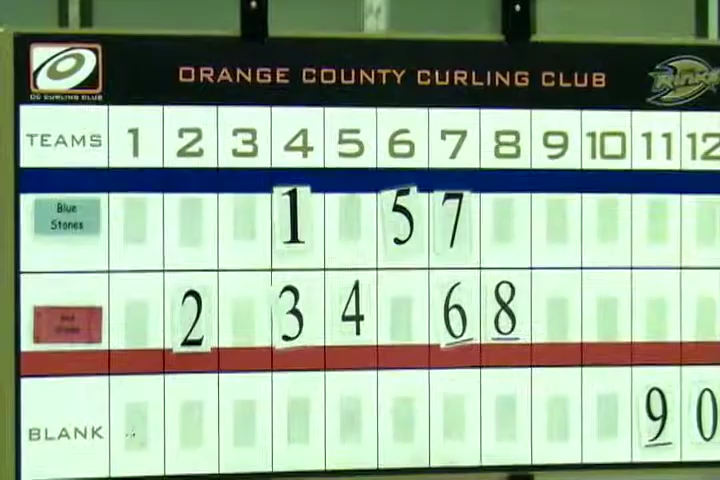 ORANGE COUNTY CURLING CLUB
OC CURLING CLUB
TEAMS 1 2 3 4 5 6 7 8 9 10 11 12
Blue Stones 1 5 7
2 3 4 6 8
BLANK 9 0